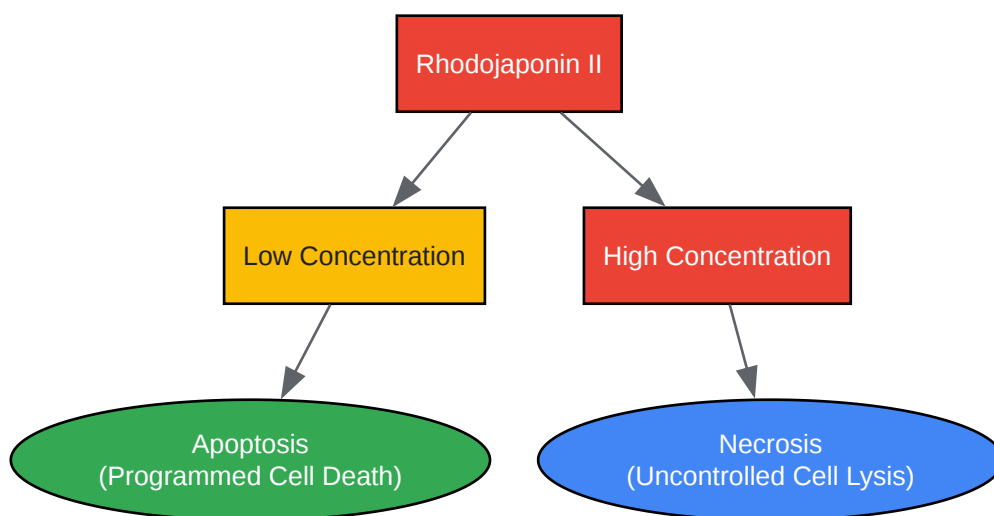 Rhodojaponin II
Low Concentration
High Concentration
Apoptosis
(Programmed Cell Death)
Necrosis
(Uncontrolled Cell Lysis)